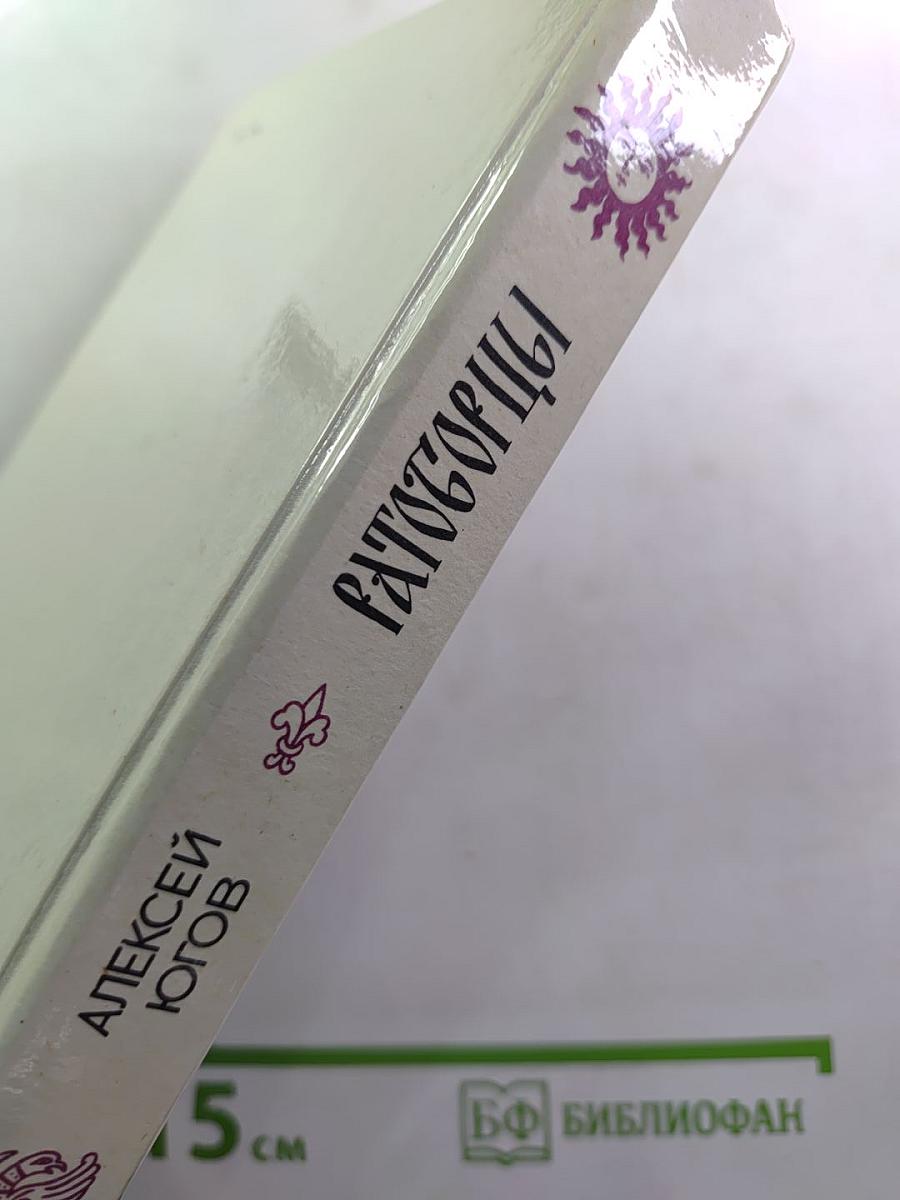 РАТОБОРЦЫ
АЛЕКСЕЙ
ЮГОВ
15 см
БФ БИБЛИОФАН